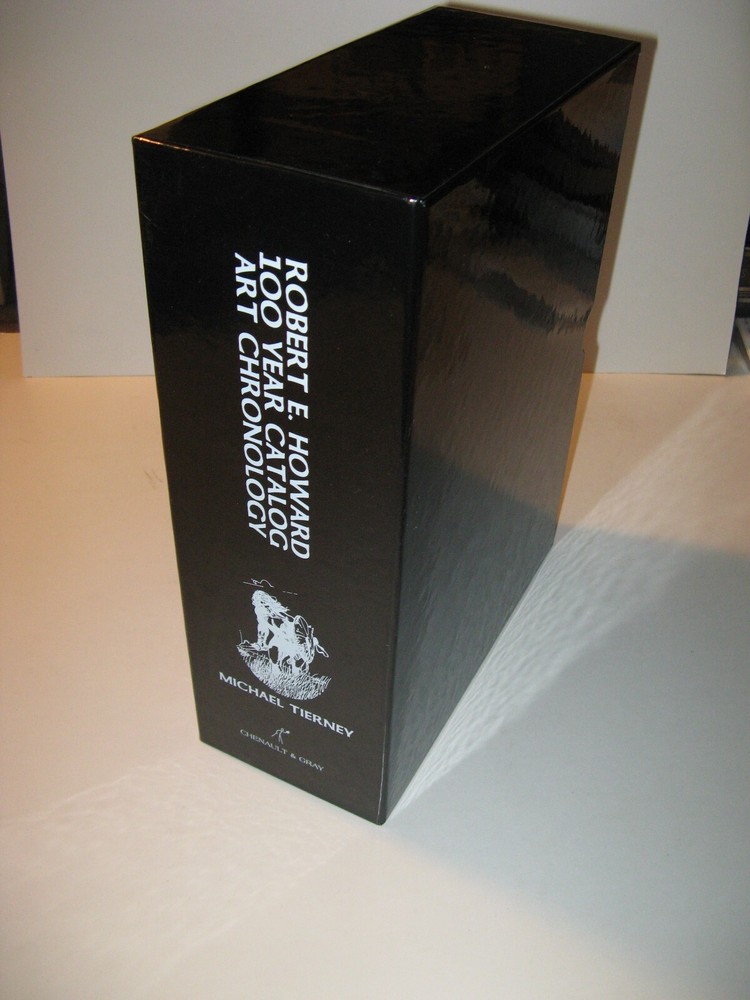 ROBERT E. HOWARD
100 YEAR CATALOG
ART CHRONOLOGY
MICHAEL TIERNEY
CHENAULT & GRAY